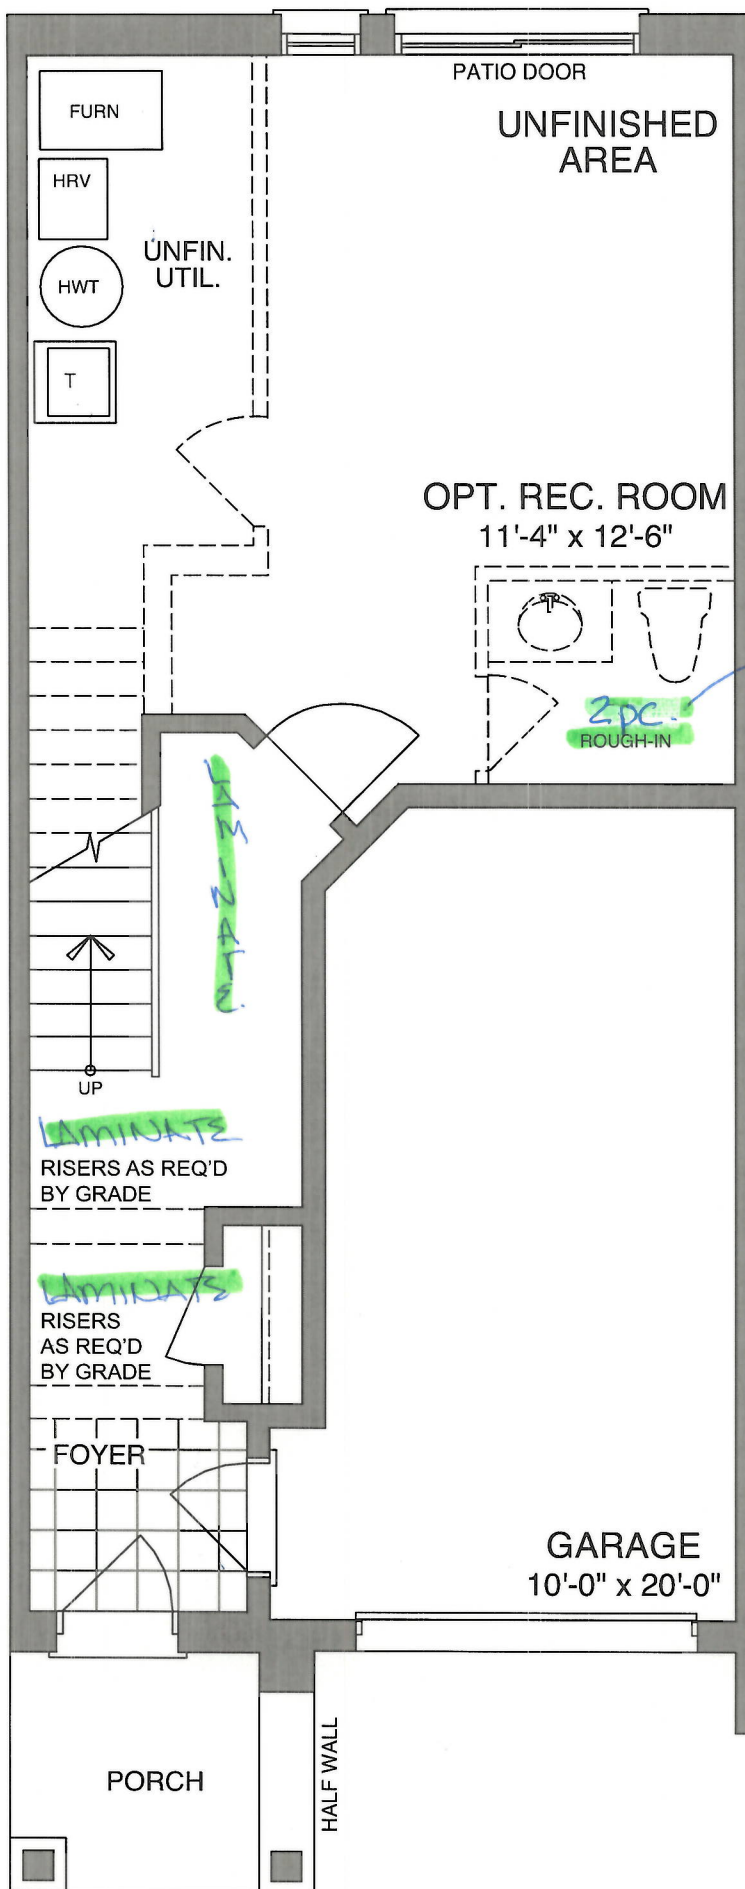 PATIO DOOR
FURN
UNFINISHED
AREA
HRV
UNFIN.
UTIL.
HWT
T
OPT. REC. ROOM
11'-4" x 12'-6"
2pc.
ROUGH-IN
LAMINATE
UP
LAMINATE
RISERS AS REQ'D
BY GRADE
LAMINATE
RISERS
AS REQ'D
BY GRADE
FOYER
GARAGE
10'-0" x 20'-0"
HALF WALL
PORCH